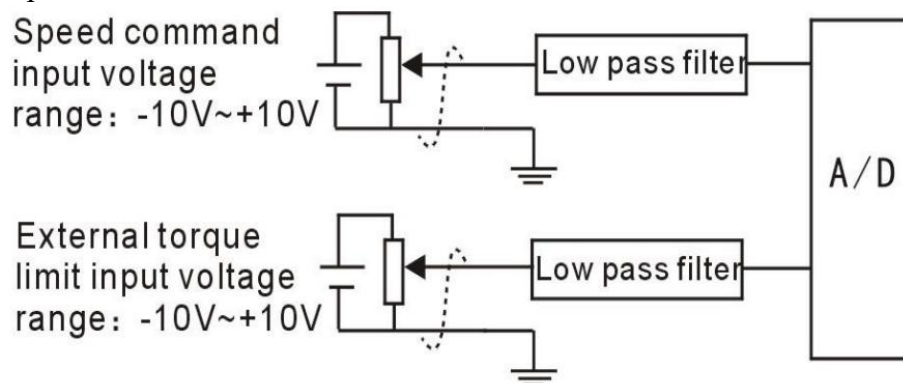 Speed command
input voltage
range: -10V~+10V
Low pass filter
A/D
External torque
limit input voltage
range: -10V~+10V
Low pass filter